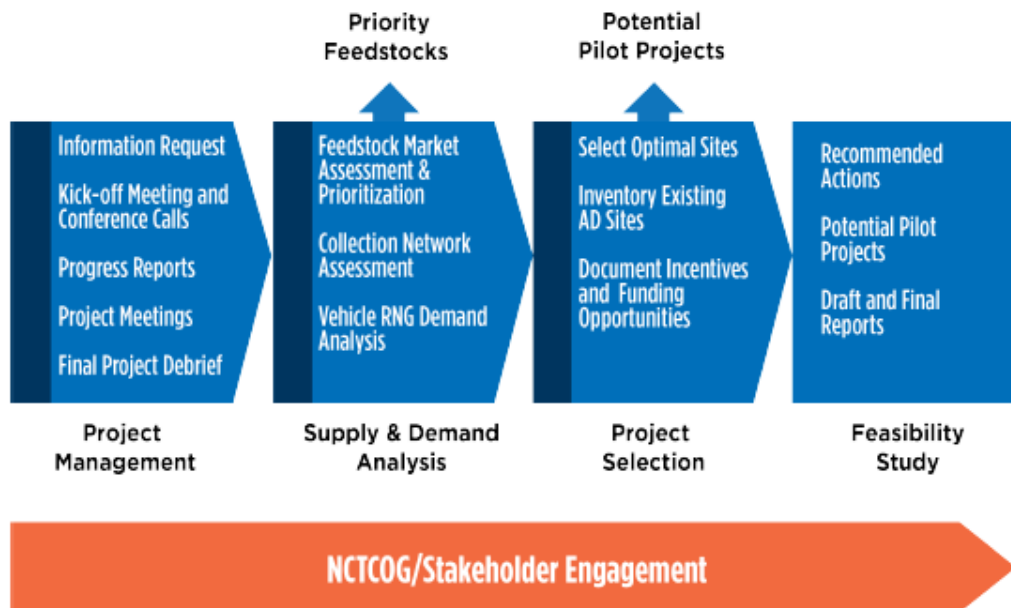 Priority
Feedstocks
Potential
Pilot Projects
Information Request
Kick-off Meeting and
Conference Calls
Progress Reports
Project Meetings
Final Project Debrief
Feedstock Market
Assessment &
Prioritization
Collection Network
Assessment
Vehicle RNG Demand
Analysis
Select Optimal Sites
Inventory Existing
AD Sites
Document Incentives
and Funding
Opportunities
Recommended
Actions
Potential Pilot
Projects
Draft and Final
Reports
Project
Management
Supply & Demand
Analysis
Project
Selection
Feasibility
Study
NCTCOG/Stakeholder Engagement